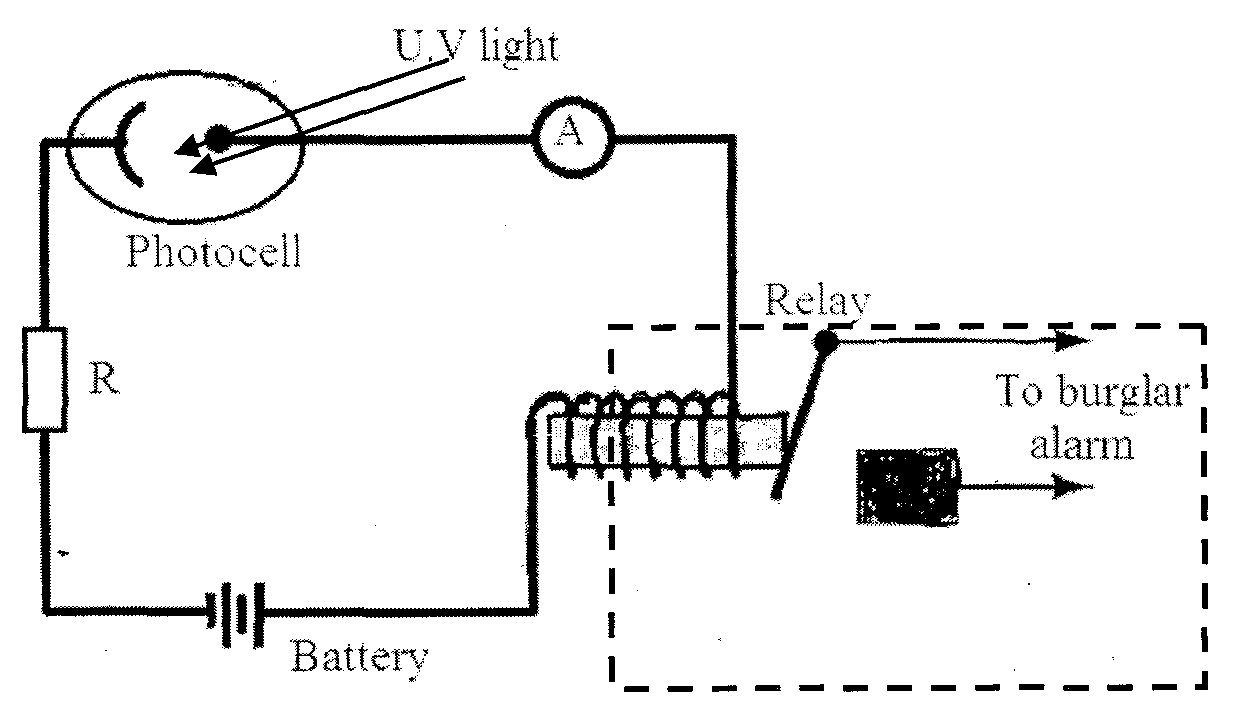 U.V light
A
Photocell
Relay
R
To burglar
alarm
Battery